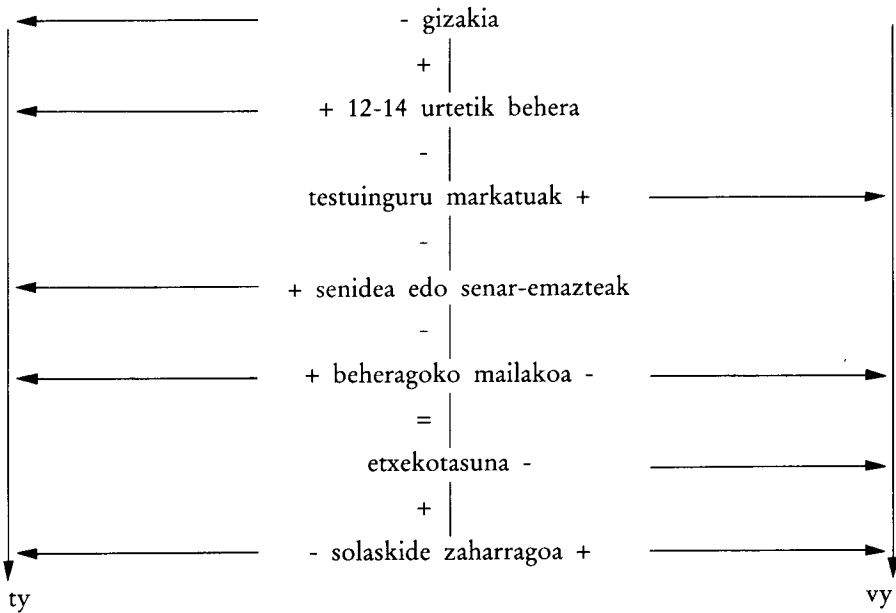 - gizakia
+
+ 12-14 urtetik behera
-
testuinguru markatuak +
-
+ senidea edo senar-emazteak
-
+ beheragoko mailakoa -
=
etxekotasuna -
+
- solaskide zaharragoa +
ty vy